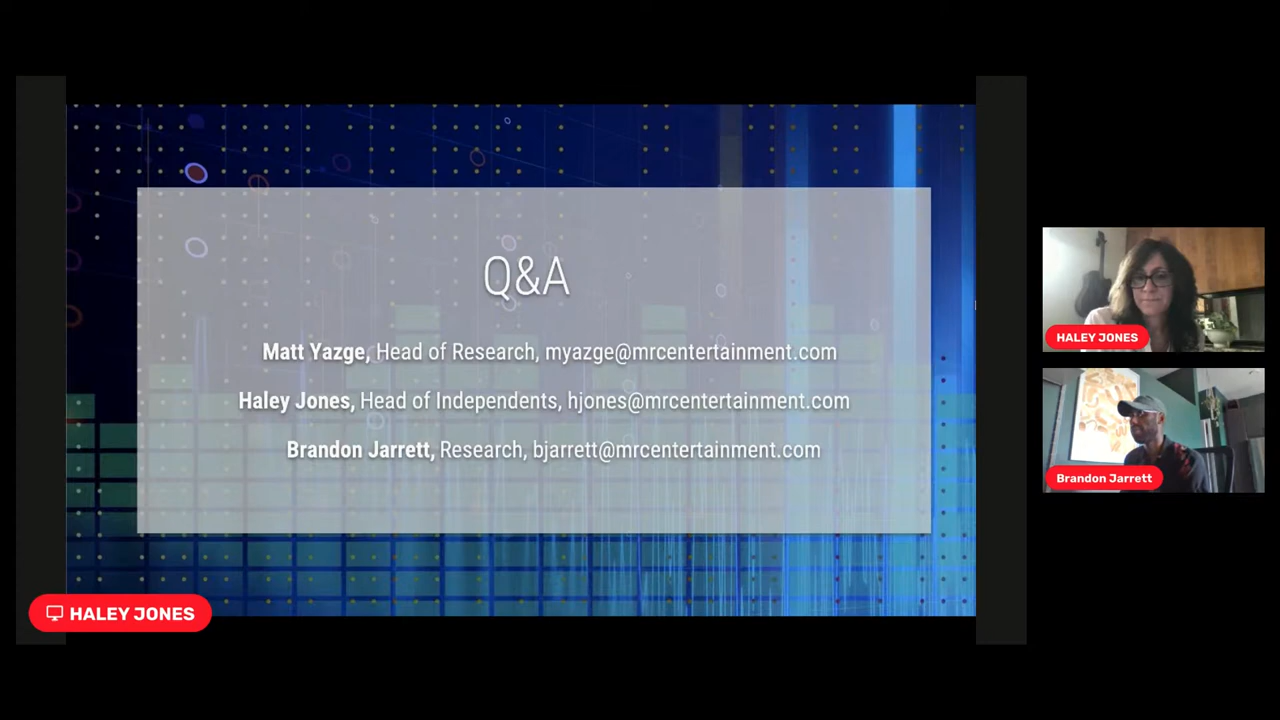 Q&A
Matt Yazge, Head of Research, myazge@mrcentertainment.com
Haley Jones, Head of Independents, hjones@mrcentertainment.com
Brandon Jarrett, Research, bjarrett@mrcentertainment.com
HALEY JONES
HALEY JONES
Brandon Jarrett